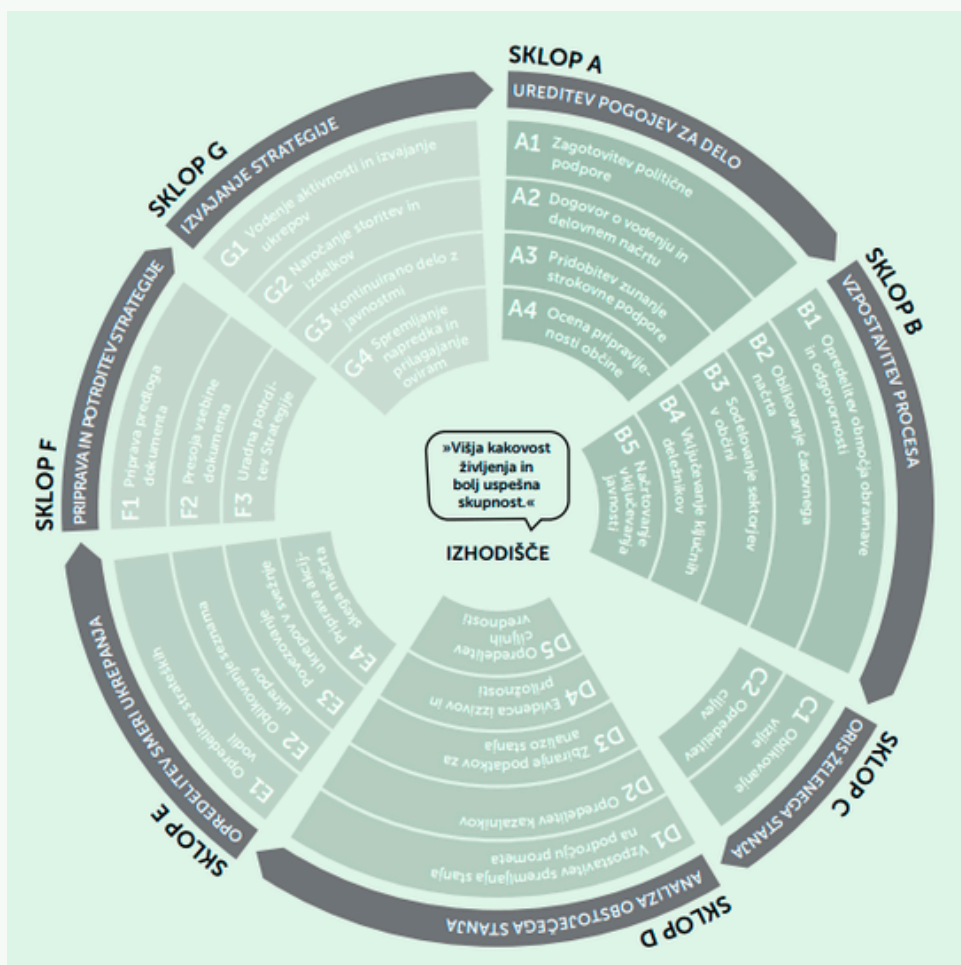 SKLOP A
UREDITEV POGOJEV ZA DELO
A1 Zagotovitev politične
podpore
A2 Dogovor o vodenju in
delovnem načrtu
A3 Pridobitev zunanje
strokovne podpore
A4 Ocena pripravlje-
nosti občine
SKLOP B
VZPOSTAVITEV PROCESA
B1 Opredelitev območja obravnave
in odgovornosti
B2 Oblikovanje časovnega
načrta
B3 Sodelovanje sektorjev
v občini
B4 Vključevanje ključnih
deležnikov
B5 Načrtovanje
vključevanja
javnosti
SKLOP C
ORIS ŽELENEGA STANJA
C1 Oblikovanje
vizije
C2 Opredelitev
ciljev
SKLOP D
ANALIZA OBSTOJEČEGA STANJA
D1 Vzpostavitev spremljanja stanja
na področju prometa
D2 Opredelitev kazalnikov
D3 Zbiranje podatkov za
analizo stanja
D4 Evidenca izzivov in
priložnosti
D5 Opredelitev
ciljnih
vrednosti
SKLOP E
OPREDELITEV SMERI UKREPANJA
E1 Opredelitev strateških
vodil
E2 Oblikovanje seznama
ukrepov
E3 Povezovanje
ukrepov v svežnje
E4 Priprava akcij-
skega načrta
SKLOP F
PRIPRAVA IN POTRDITEV STRATEGIJE
F1 Priprava predloga
dokumenta
F2 Presoja vsebine
dokumenta
F3 Uradna potrdi-
tev Strategije
SKLOP G
IZVAJANJE STRATEGIJE
G1 Vodenje aktivnosti in izvajanje
ukrepov
G2 Naročanje storitev in
izdelkov
G3 Kontinuirano delo z
javnostmi
G4 Spremljanje
napredka in
prilagajanje
oviram
»Višja kakovost
življenja in
bolj uspešna
skupnost.«
IZHODIŠČE